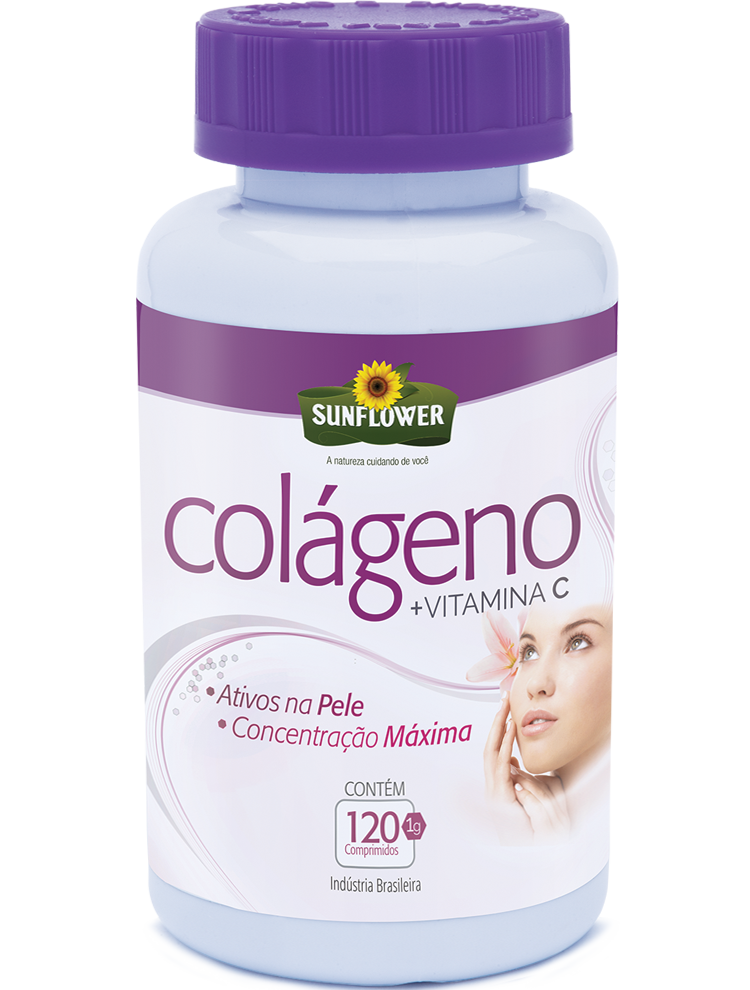 SUNFLOWER
A natureza cuidando de você
colágeno
+VITAMINA C
• Ativos na Pele
• Concentração Máxima
CONTÉM
120 1g
Comprimidos
Indústria Brasileira